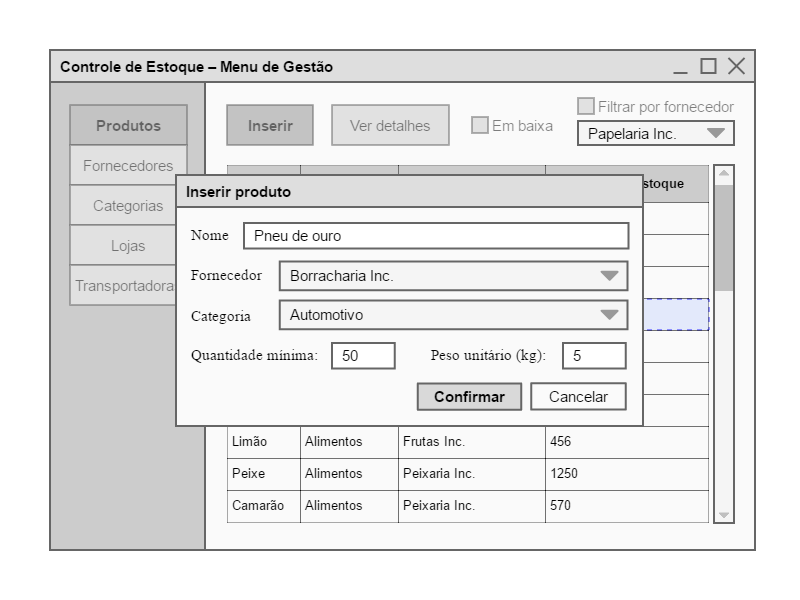 Controle de Estoque – Menu de Gestão
Produtos
Fornecedores
Categorias
Lojas
Transportadora
Inserir
Ver detalhes
Em baixa
Filtrar por fornecedor
Papelaria Inc.
stoque
Inserir produto
Nome
Pneu de ouro
Fornecedor
Borracharia Inc.
Categoria
Automotivo
Quantidade mínima: 50
Peso unitário (kg): 5
Confirmar
Cancelar
Limão Alimentos Frutas Inc. 456
Peixe Alimentos Peixaria Inc. 1250
Camarão Alimentos Peixaria Inc. 570